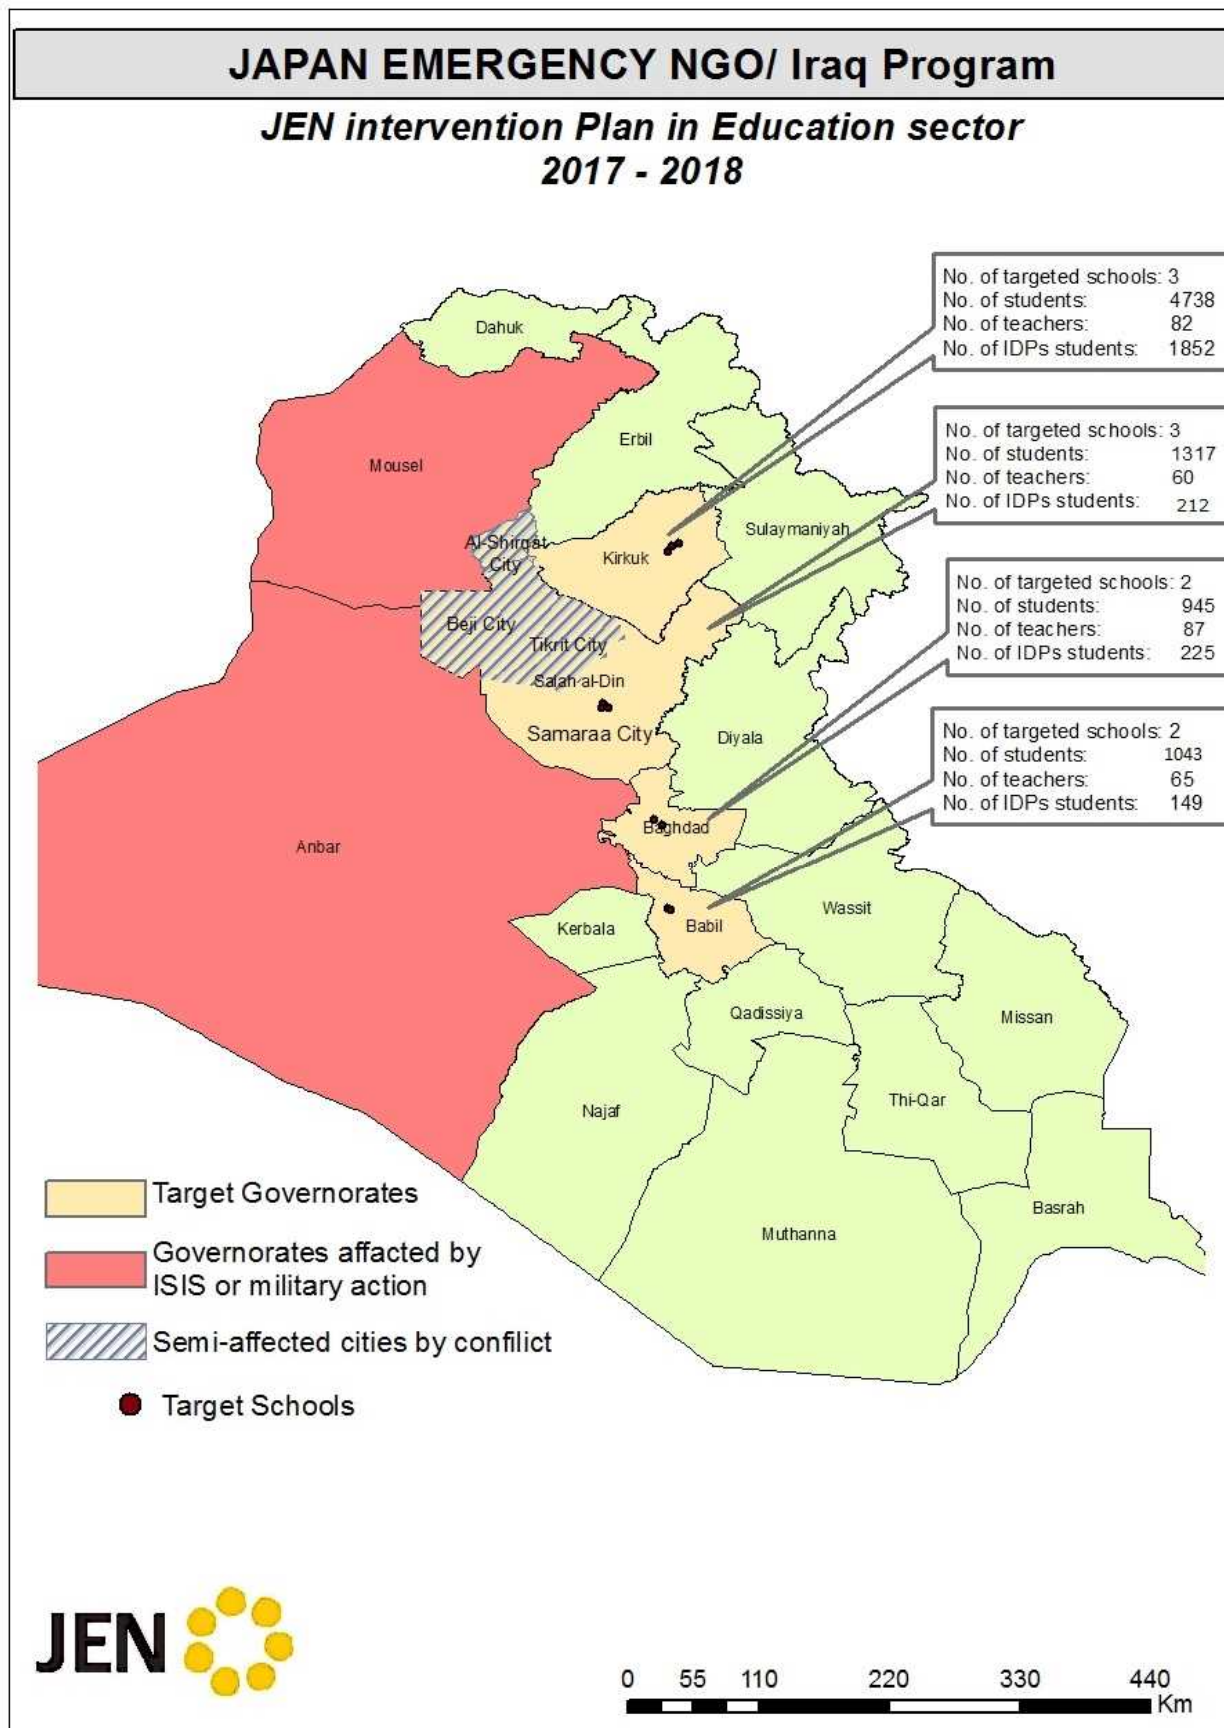 JAPAN EMERGENCY NGO/ Iraq Program
JEN intervention Plan in Education sector
2017 - 2018
No. of targeted schools: 3
No. of students: 4738
No. of teachers: 82
No. of IDPs students: 1852
No. of targeted schools: 3
No. of students: 1317
No. of teachers: 60
No. of IDPs students: 212
No. of targeted schools: 2
No. of students: 945
No. of teachers: 87
No. of IDPs students: 225
No. of targeted schools: 2
No. of students: 1043
No. of teachers: 65
No. of IDPs students: 149
Dahuk
Erbil
Mousel
Sulaymaniyah
Al-Shirqat
City
Kirkuk
Beji City
Tikrit City
Salah al-Din
Samaraa City
Diyala
Baghdad
Anbar
Wassit
Kerbala
Babil
Qadissiya
Missan
Najaf
Thi-Qar
Basrah
Muthanna
Target Governorates
Governorates affacted by
ISIS or military action
Semi-affected cities by confilict
Target Schools
JEN
0 55 110 220 330 440
Km